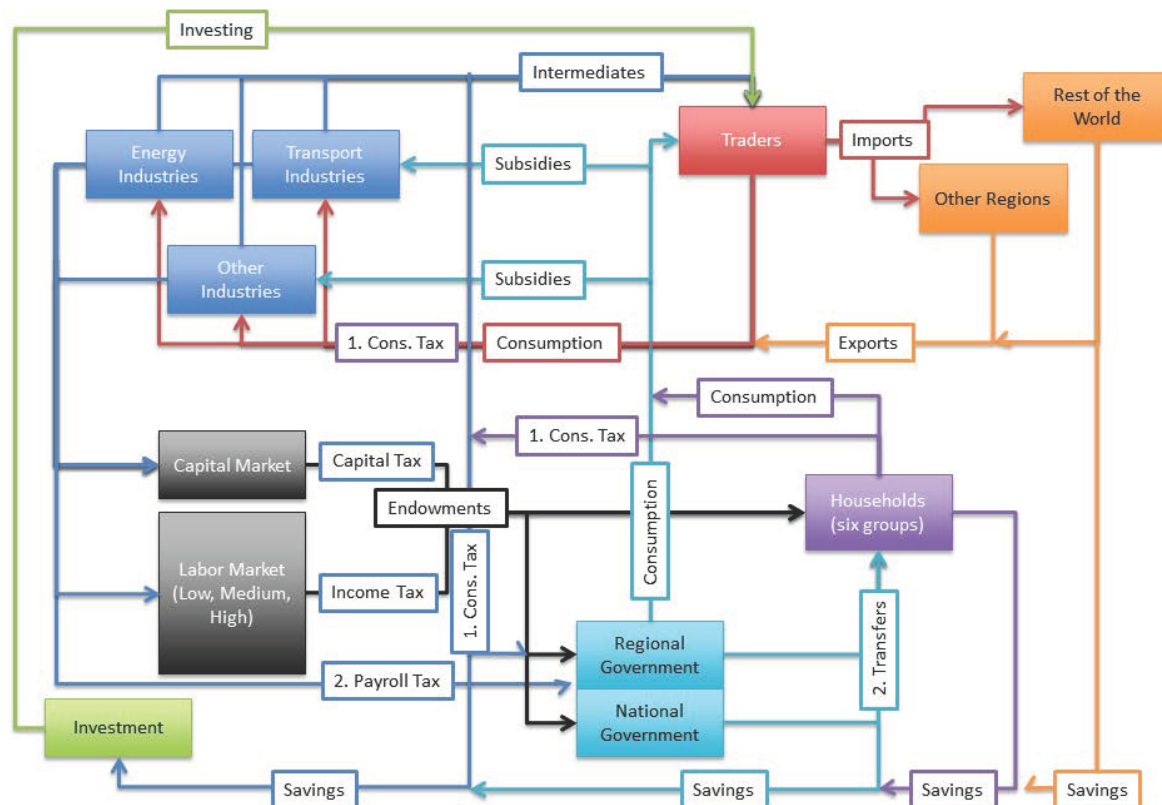 Investing
Intermediates
Rest of the
World
Energy
Industries
Transport
Industries
Subsidies
Traders
Imports
Other Regions
Other
Industries
Subsidies
1. Cons. Tax
Consumption
Exports
Consumption
1. Cons. Tax
Capital Market
Capital Tax
Endowments
Consumption
Households
(six groups)
Labor Market
(Low, Medium,
High)
Income Tax
1. Cons. Tax
Regional
Government
2. Transfers
2. Payroll Tax
National
Government
Investment
Savings
Savings
Savings
Savings